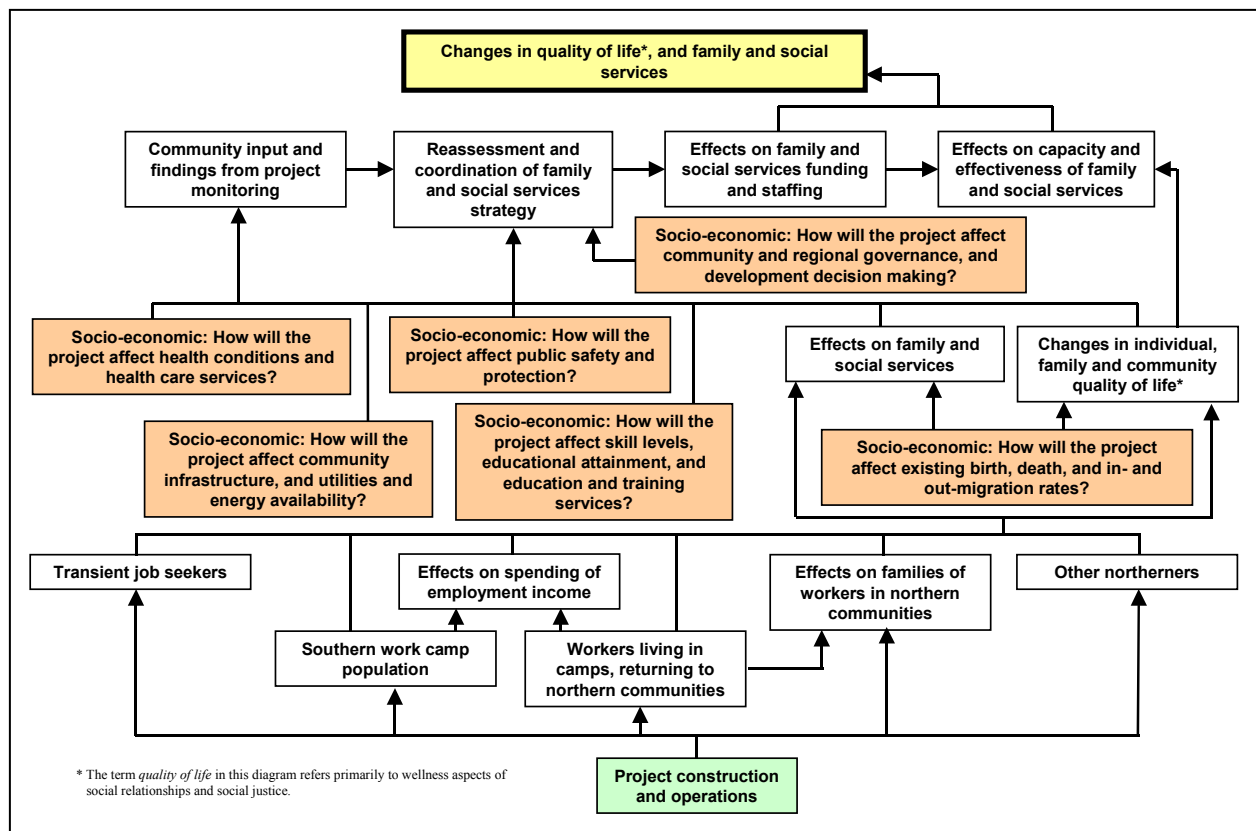 Changes in quality of life*, and family and social
services
Community input and
findings from project
monitoring
Reassessment and
coordination of family
and social services
strategy
Effects on family and
social services funding
and staffing
Effects on capacity and
effectiveness of family
and social services
Socio-economic: How will the project affect
community and regional governance, and
development decision making?
Socio-economic: How will the
project affect health conditions and
health care services?
Socio-economic: How will the
project affect public safety and
protection?
Effects on family and
social services
Changes in individual,
family and community
quality of life*
Socio-economic: How will the
project affect community
infrastructure, and utilities and
energy availability?
Socio-economic: How will the
project affect skill levels,
educational attainment, and
education and training
services?
Socio-economic: How will the project
affect existing birth, death, and in- and
out-migration rates?
Transient job seekers
Effects on spending of
employment income
Effects on families of
workers in northern
communities
Other northerners
Southern work camp
population
Workers living in
camps, returning to
northern communities
Project construction
and operations
* The term quality of life in this diagram refers primarily to wellness aspects of
social relationships and social justice.